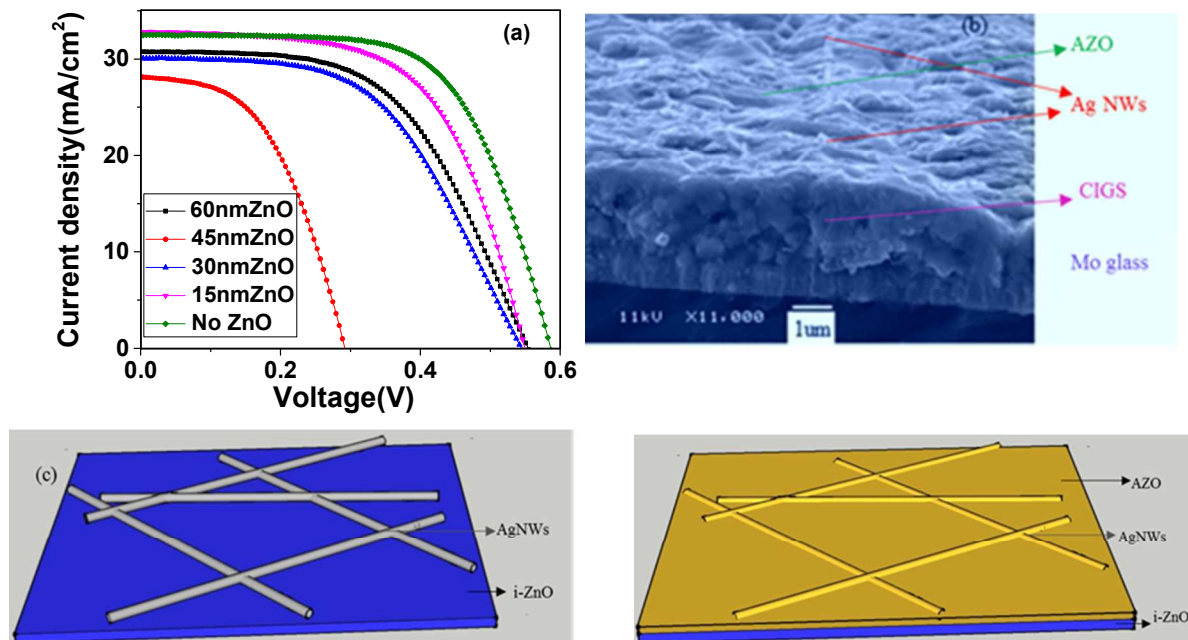 (a)
Current density(mA/cm²)
30
20
10
0
60nmZnO
45nmZnO
30nmZnO
15nmZnO
No ZnO
0.0
0.2
0.4
0.6
Voltage(V)
(b)
AZO
Ag NWs
CIGS
Mo glass
11kV X11,000
1um
(c)
AgNWs
i-ZnO
AZO
AgNWs
i-ZnO